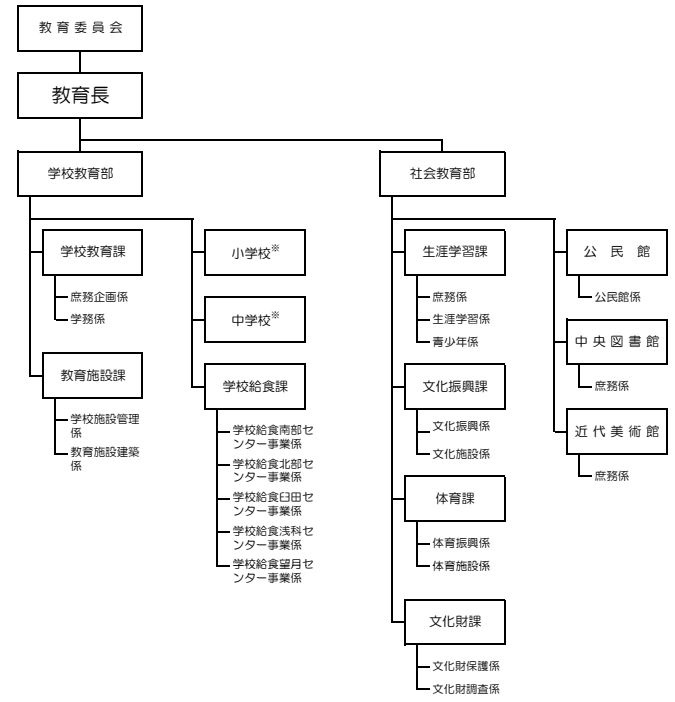 教育委員会
教育長
学校教育部
社会教育部
学校教育課
庶務企画係
学務係
教育施設課
学校施設管理
係
教育施設建築
係
小学校※
中学校※
学校給食課
学校給食南部セ
ンター事業係
学校給食北部セ
ンター事業係
学校給食臼田セ
ンター事業係
学校給食浅科セ
ンター事業係
学校給食望月セ
ンター事業係
生涯学習課
庶務係
生涯学習係
青少年係
文化振興課
文化振興係
文化施設係
体育課
体育振興係
体育施設係
文化財課
文化財保護係
文化財調査係
公民館
公民館係
中央図書館
庶務係
近代美術館
庶務係